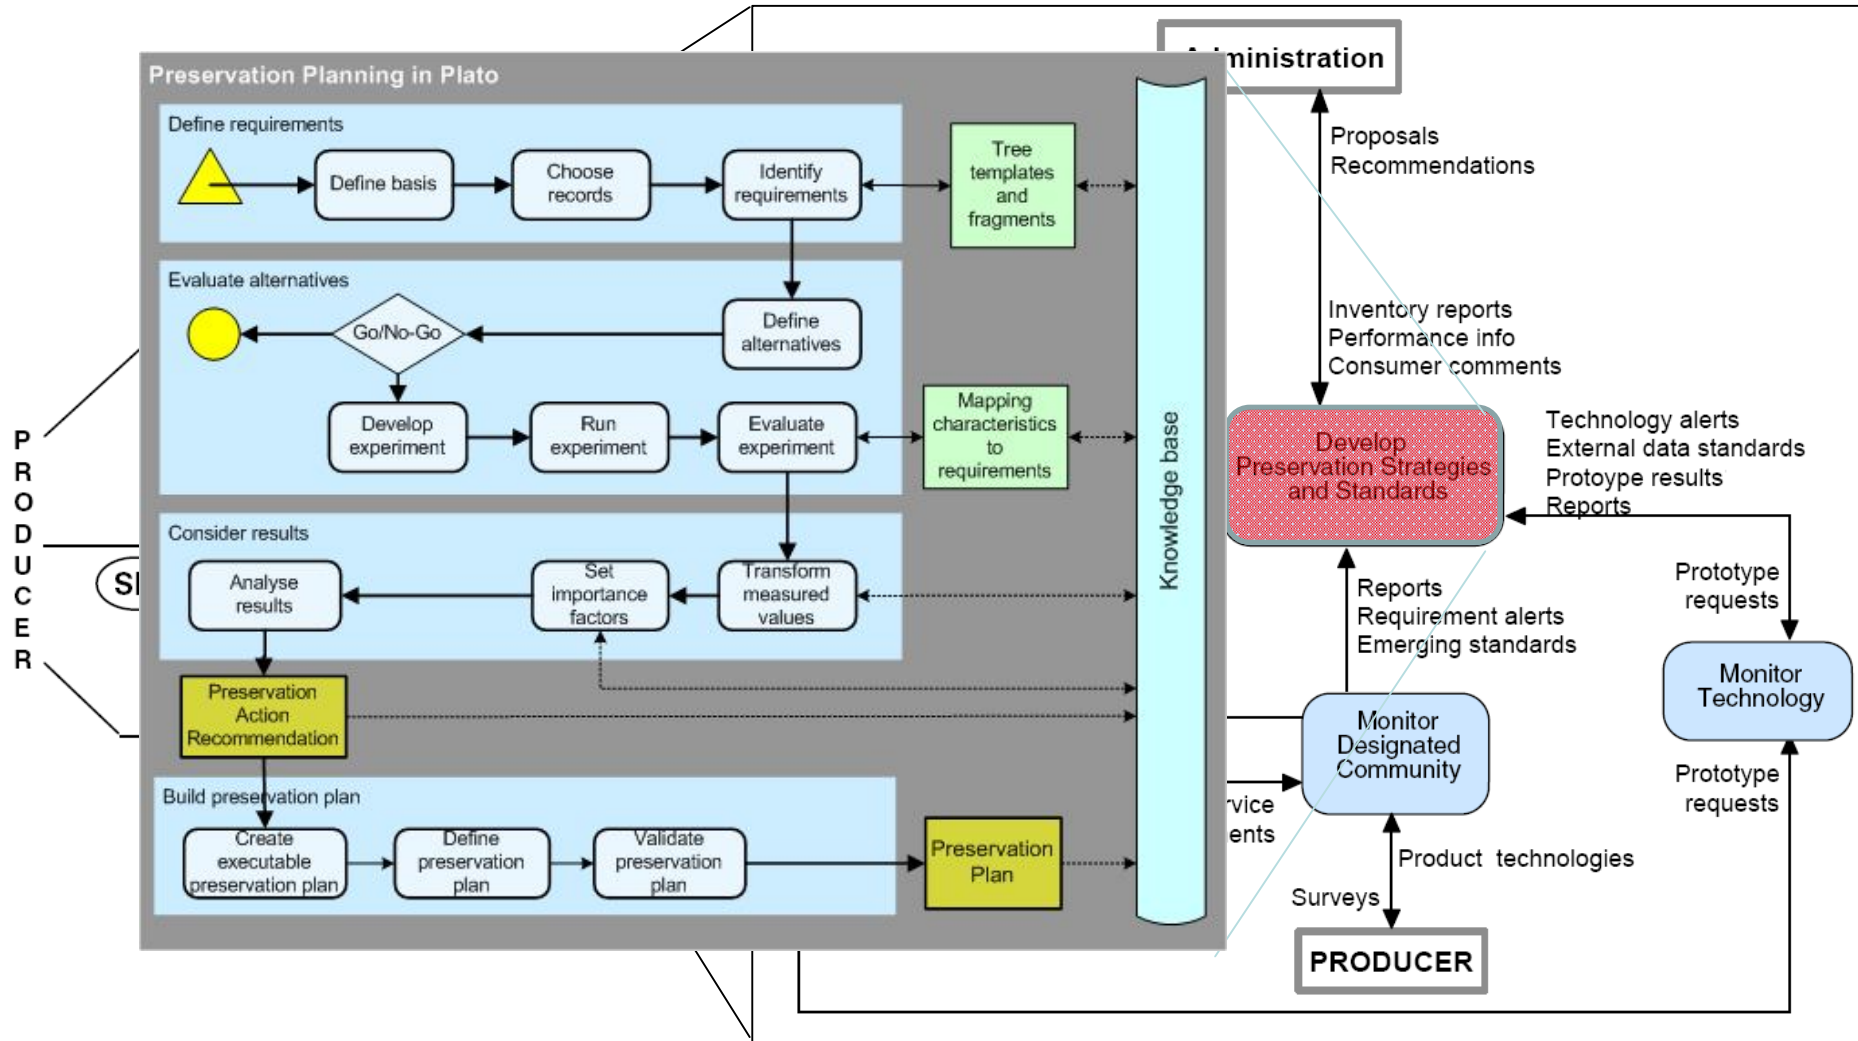 Preservation Planning in Plato
Define requirements
Define basis
Choose
records
Identify
requirements
Tree
templates
and
fragments
Evaluate alternatives
Go/No-Go
Define
alternatives
Develop
experiment
Run
experiment
Evaluate
experiment
Mapping
characteristics
to
requirements
Consider results
Analyse
results
Set
importance
factors
Transform
measured
values
Preservation
Action
Recommendation
Build preservation plan
Create
executable
preservation plan
Define
preservation
plan
Validate
preservation
plan
Preservation
Plan
Knowledge base
PRODUCER
Proposals
Recommendations
Inventory reports
Performance info
Consumer comments
Develop
Preservation Strategies
and Standards
Technology alerts
External data standards
Protoype results
Reports
Reports
Requirement alerts
Emerging standards
Prototype
requests
Monitor
Technology
Prototype
requests
Monitor
Designated
Community
Product technologies
Surveys
PRODUCER